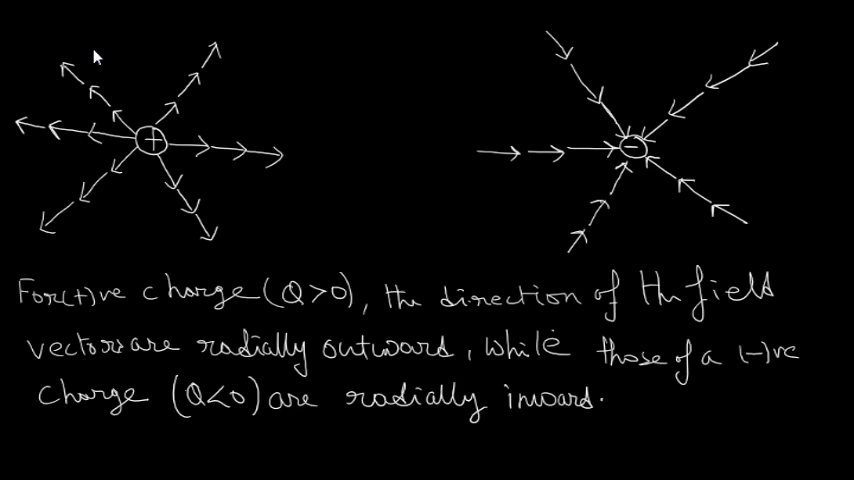 + -
For(+)ve charge (Q>0), the direction of the field
vectors are radially outward, while those of a (-)ve
charge (Q<0) are radially inward.